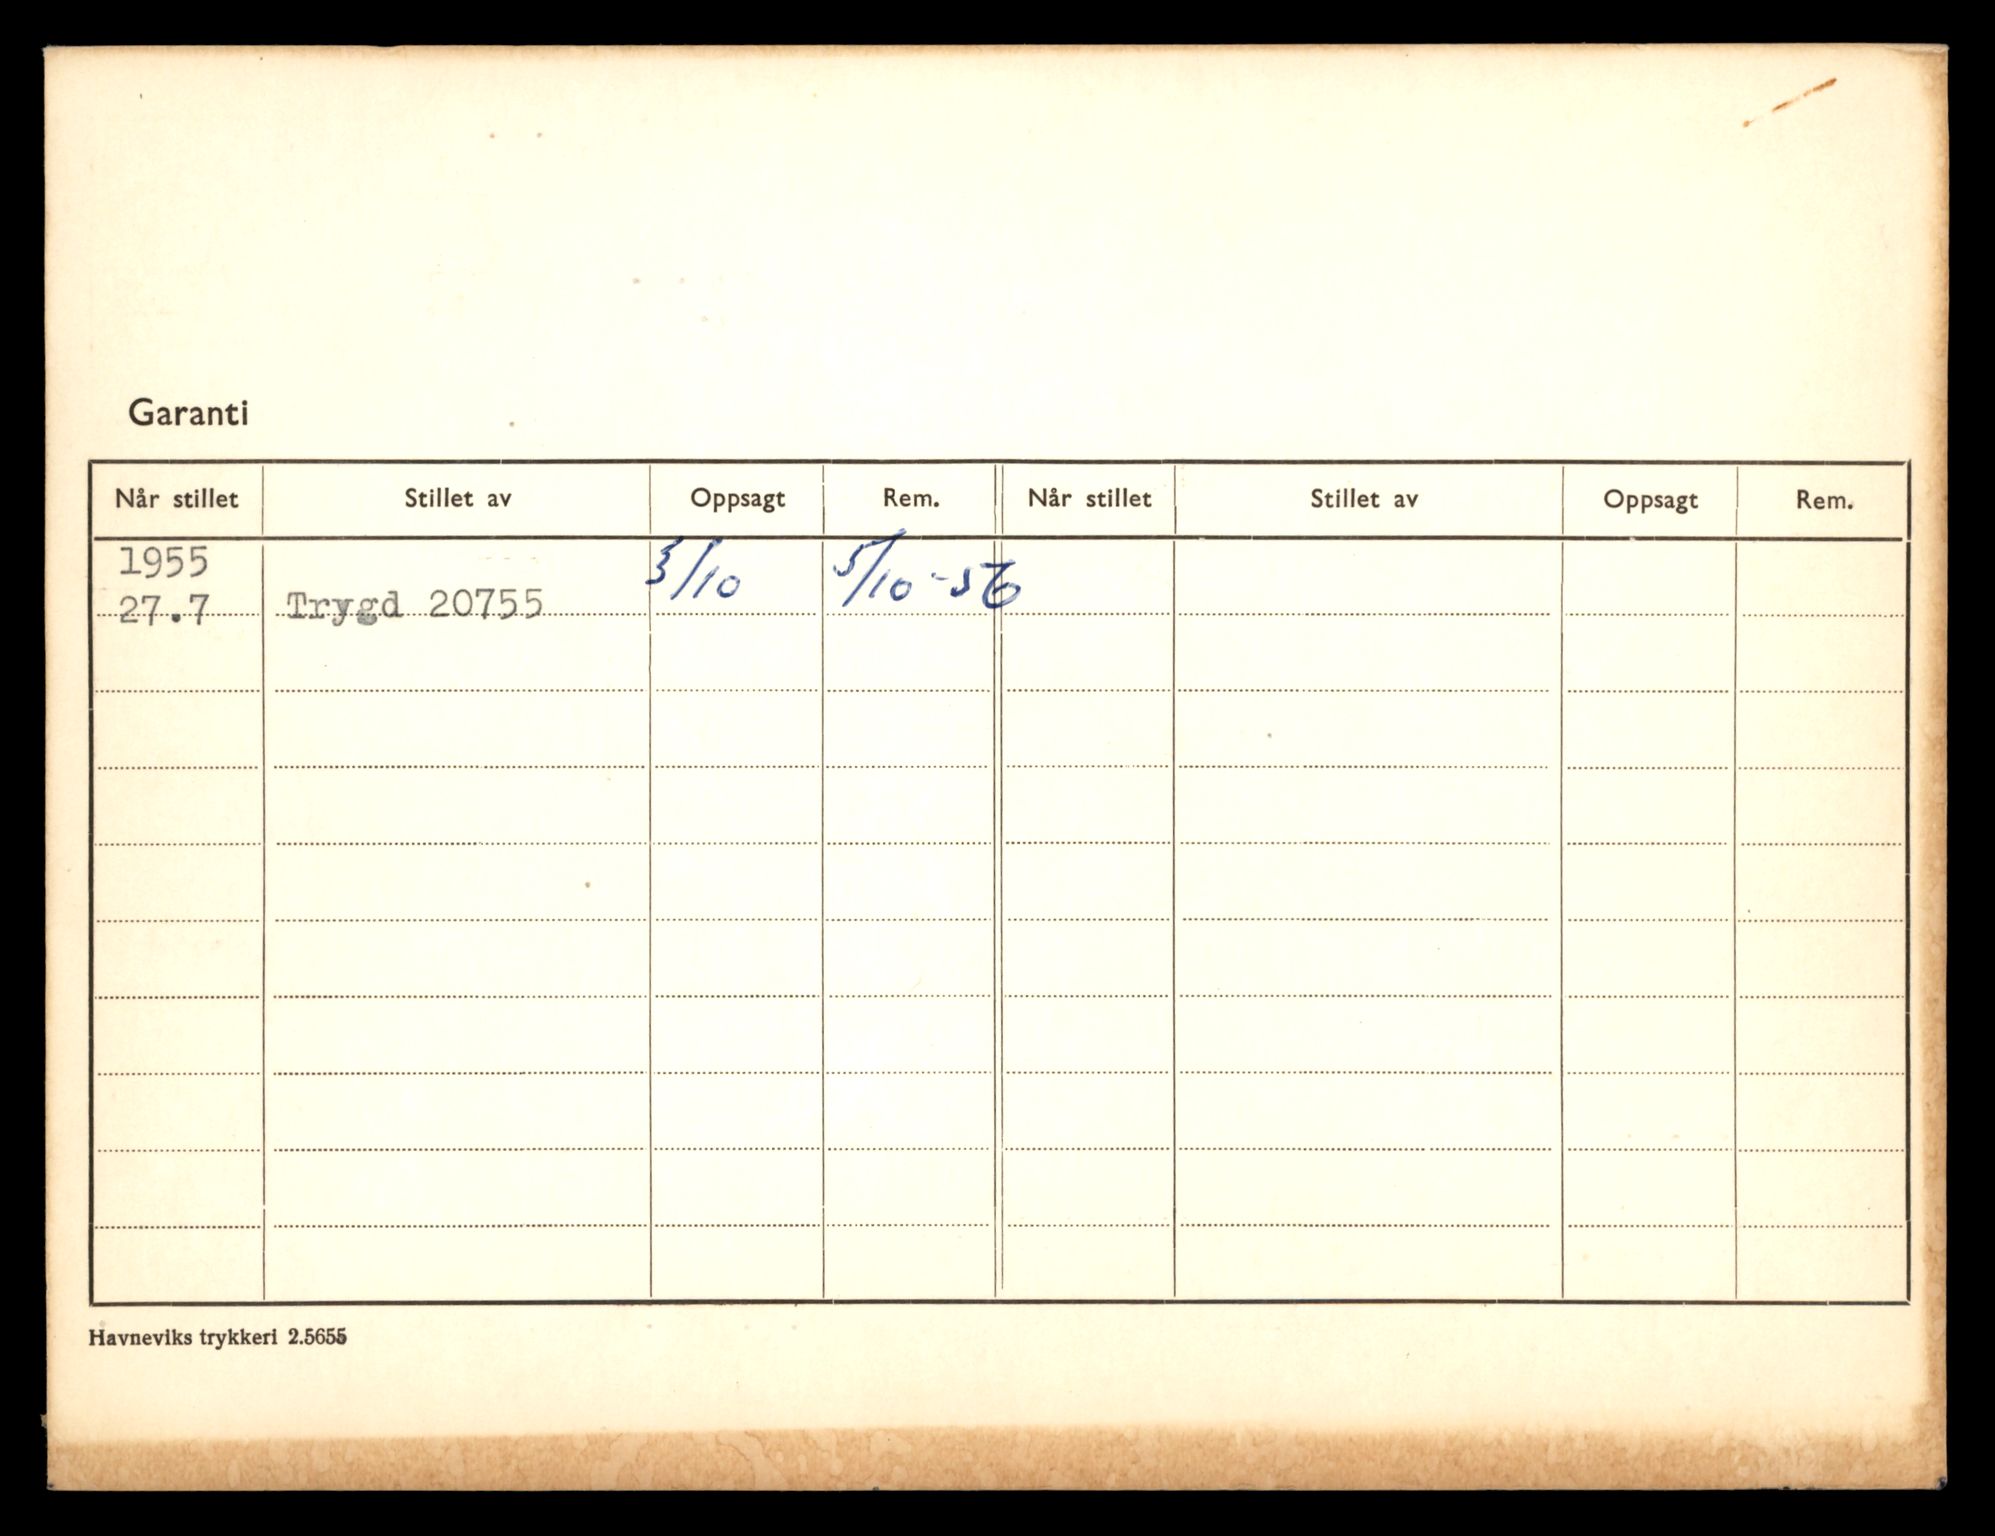 Garanti
Når stillet Stillet av Oppsagt Rem. Når stillet Stillet av Oppsagt Rem.
1955
27.7 Trygd 20755 3/10 5/10-56
Havneviks trykkeri 2.5655